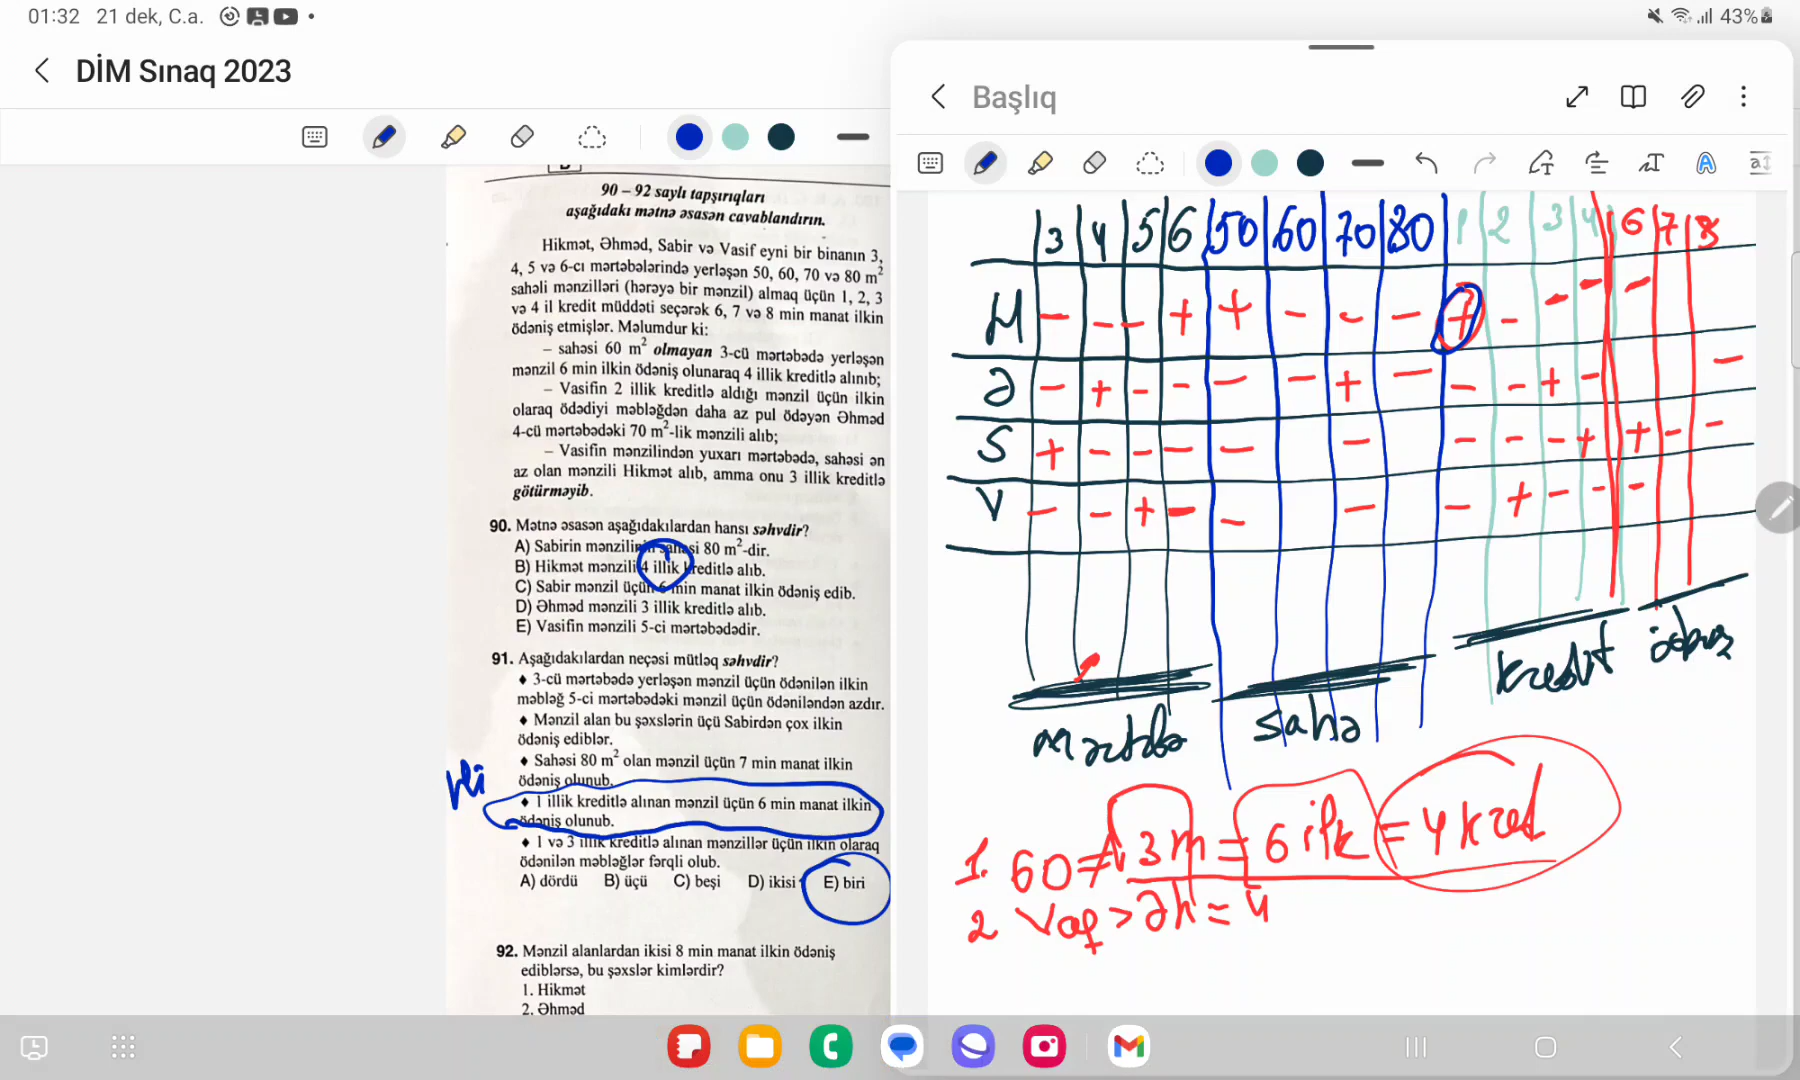 01:32 21 dek, C.a.
43%
DİM Sınaq 2023
Başlıq
90 – 92 saylı tapşırıqları
aşağıdakı mətnə əsasən cavablandırın.
Hikmət, Əhməd, Sabir və Vasif eyni bir binanın 3,
4, 5 və 6-cı mərtəbələrində yerləşən 50, 60, 70 və 80 m²
sahəli mənzilləri (hərəyə bir mənzil) almaq üçün 1, 2, 3
və 4 il kredit müddəti seçərək 6, 7 və 8 min manat ilkin
ödəniş etmişlər. Məlumdur ki:
– sahəsi 60 m² olmayan 3-cü mərtəbədə yerləşən
mənzil 6 min ilkin ödəniş olunaraq 4 illik kreditlə alınıb;
– Vasifin 2 illik kreditlə aldığı mənzil üçün ilkin
olaraq ödədiyi məbləğdən daha az pul ödəyən Əhməd
4-cü mərtəbədəki 70 m²-lik mənzili alıb;
– Vasifin mənzilindən yuxarı mərtəbədə, sahəsi ən
az olan mənzili Hikmət alıb, amma onu 3 illik kreditlə
götürməyib.
90. Mətnə əsasən aşağıdakılardan hansı səhvdir?
A) Sabirin mənzilinin sahəsi 80 m²-dir.
B) Hikmət mənzili 4 illik kreditlə alıb.
C) Sabir mənzil üçün 6 min manat ilkin ödəniş edib.
D) Əhməd mənzili 3 illik kreditlə alıb.
E) Vasifin mənzili 5-ci mərtəbədədir.
91. Aşağıdakılardan neçəsi mütləq səhvdir?
♦ 3-cü mərtəbədə yerləşən mənzil üçün ödənilən ilkin
məbləğ 5-ci mərtəbədəki mənzil üçün ödəniləndən azdır.
♦ Mənzil alan bu şəxslərin üçü Sabirdən çox ilkin
ödəniş ediblər.
♦ Sahəsi 80 m² olan mənzil üçün 7 min manat ilkin
ödəniş olunub.
♦ 1 illik kreditlə alınan mənzil üçün 6 min manat ilkin
ödəniş olunub.
♦ 1 və 3 illik kreditlə alınan mənzillər üçün ilkin olaraq
ödənilən məbləğlər fərqli olub.
A) dördü B) üçü C) beşi D) ikisi E) biri
92. Mənzil alanlardan ikisi 8 min manat ilkin ödəniş
ediblərsə, bu şəxslər kimlərdir?
1. Hikmət
2. Əhməd
3 4 5 6 50 60 70 80 1 2 3 4 6 7 8
H - - - + + - - - + - - - -
Ə - + - - - - + - - - + - -
S + - - - - - - - - + + - -
V - - + - - - - + - - -
mərtəbə saha kredit
1. 60 ≠ 3m = 6 ilk = 4 kred
2 Vap > əh = 4